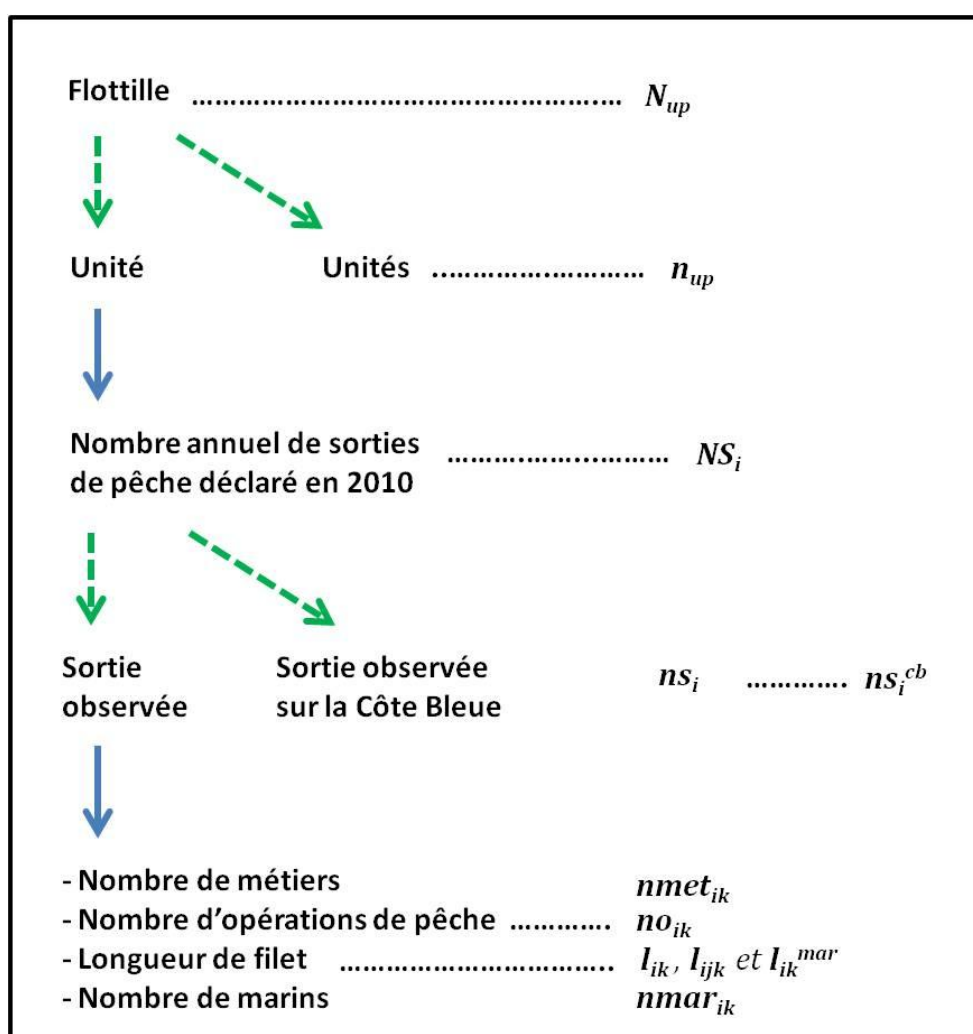 Flottille ................................................ N_up
Unité Unités ........................ n_up
Nombre annuel de sorties
de pêche déclaré en 2010 ........................ NS_i
Sortie Sortie observée ns_i ............. ns_i^cb
observée sur la Côte Bleue
- Nombre de métiers nmet_ik
- Nombre d'opérations de pêche ............. no_ik
- Longueur de filet ................................ l_ik, l_ijk et l_ik^mar
- Nombre de marins nmar_ik